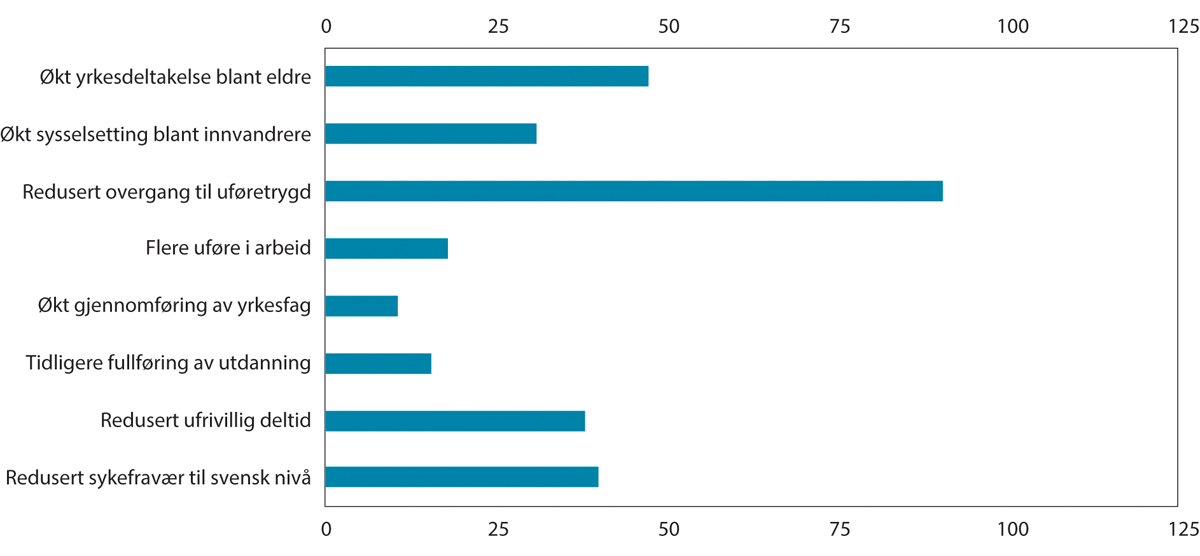 0 25 50 75 100 125
Økt yrkesdeltakelse blant eldre
Økt sysselsetting blant innvandrere
Redusert overgang til uføretrygd
Flere uføre i arbeid
Økt gjennomføring av yrkesfag
Tidligere fullføring av utdanning
Redusert ufrivillig deltid
Redusert sykefravær til svensk nivå
0 25 50 75 100 125